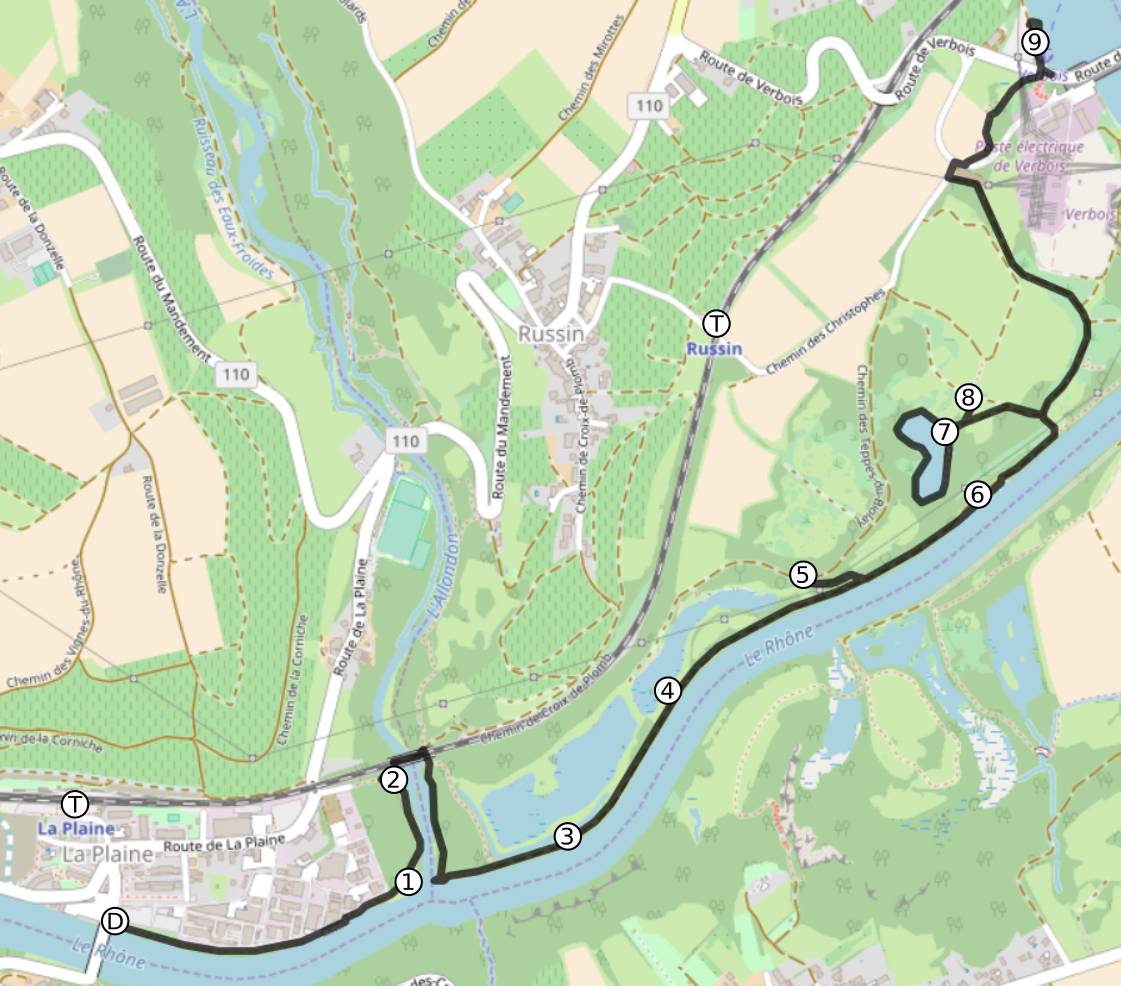 9
Route de Verbois
Route de Verbois
110
Chemin des Mirottes
Poste électrique
de Verbois
Verbois
Ruisseau des Eaux-Froides
Route de la Donzelle
Route du Mandement
110
Russin
T
Russin
Chemin des Christophes
Chemin de Croix-de-Plomb
Route du Mandement
Chemin des Teppes-du-Biolay
8
7
110
6
Route de la Donzelle
L'Allondon
5
Chemin des Vignes-du-Rhône
Route de La Plaine
Chemin de la Corniche
Le Rhône
4
Chemin de Croix-de-Plomb
min de la Corniche
2
T
La Plaine
La Plaine
Route de La Plaine
3
1
D
Le Rhône